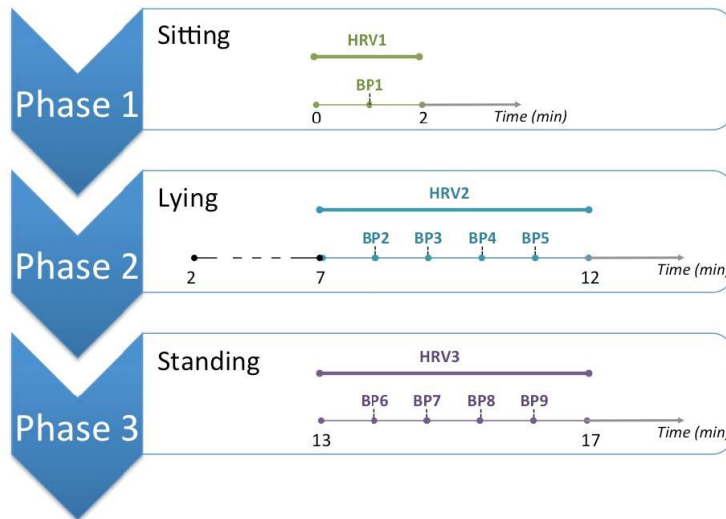 Phase 1
Sitting
HRV1
BP1
0 2 Time (min)
Phase 2
Lying
HRV2
BP2 BP3 BP4 BP5
2 7 12 Time (min)
Phase 3
Standing
HRV3
BP6 BP7 BP8 BP9
13 17 Time (min)